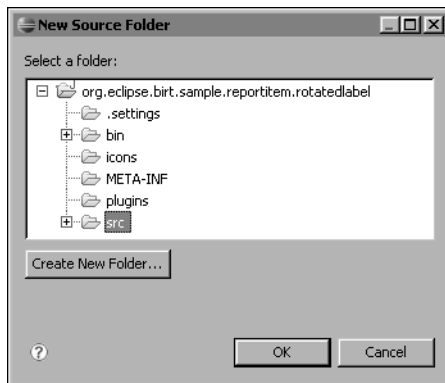 New Source Folder
Select a folder:
org.eclipse.birt.sample.reportitem.rotatedlabel
.settings
bin
icons
META-INF
plugins
src
Create New Folder...
OK
Cancel